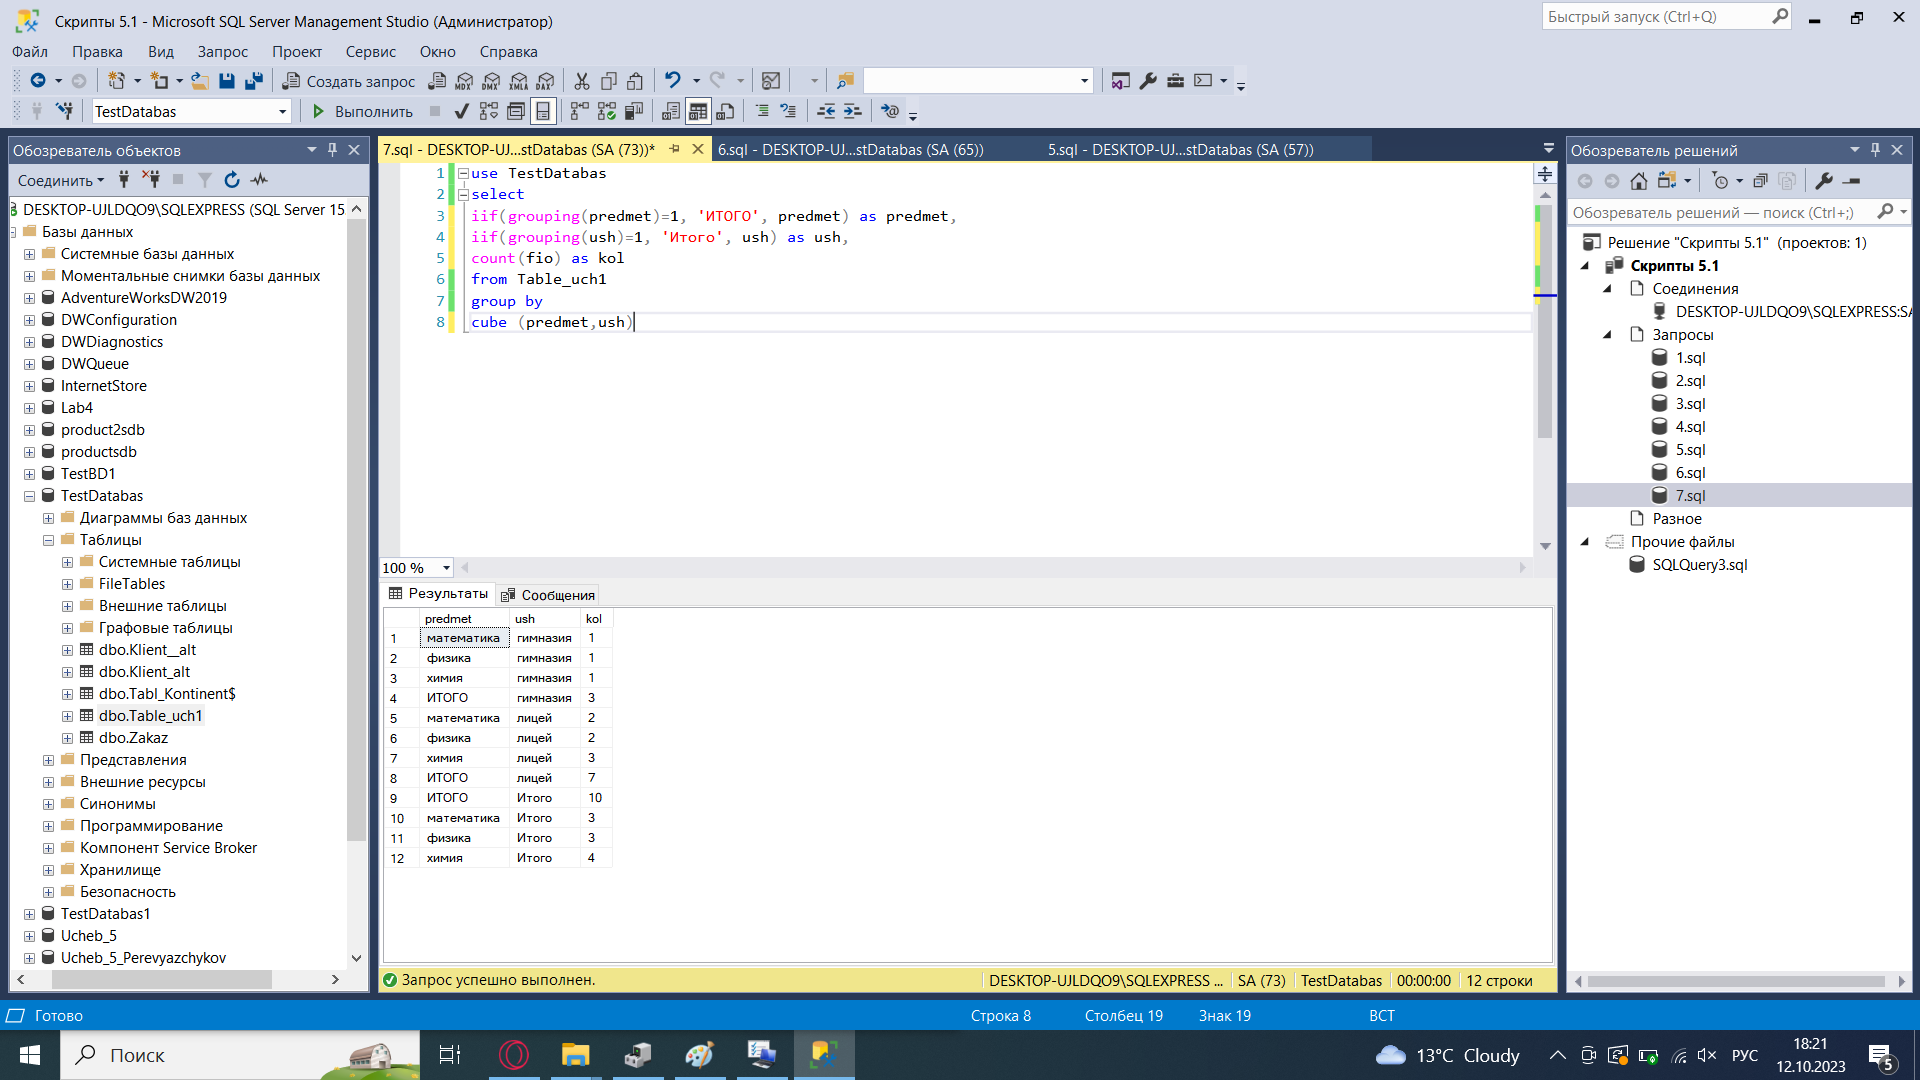 Скрипты 5.1 - Microsoft SQL Server Management Studio (Администратор)
Быстрый запуск (Ctrl+Q)
Файл Правка Вид Запрос Проект Сервис Окно Справка
Создать запрос
TestDatabas Выполнить
Обозреватель объектов
Соединить
DESKTOP-UJLDQO9\SQLEXPRESS (SQL Server 15
Базы данных
Системные базы данных
Моментальные снимки базы данных
AdventureWorksDW2019
DWConfiguration
DWDiagnostics
DWQueue
InternetStore
Lab4
product2sdb
productsdb
TestBD1
TestDatabas
Диаграммы баз данных
Таблицы
Системные таблицы
FileTables
Внешние таблицы
Графовые таблицы
dbo.Klient__alt
dbo.Klient_alt
dbo.Tabl_Kontinent$
dbo.Table_uch1
dbo.Zakaz
Представления
Внешние ресурсы
Синонимы
Программирование
Компонент Service Broker
Хранилище
Безопасность
TestDatabas1
Ucheb_5
Ucheb_5_Perevyazchykov
7.sql - DESKTOP-UJ...stDatabas (SA (73))* 6.sql - DESKTOP-UJ...stDatabas (SA (65)) 5.sql - DESKTOP-UJ...stDatabas (SA (57))
1 use TestDatabas
2 select
3 iif(grouping(predmet)=1, 'ИТОГО', predmet) as predmet,
4 iif(grouping(ush)=1, 'Итого', ush) as ush,
5 count(fio) as kol
6 from Table_uch1
7 group by
8 cube (predmet,ush)
100 %
Результаты Сообщения
predmet ush kol
1 математика гимназия 1
2 физика гимназия 1
3 химия гимназия 1
4 ИТОГО гимназия 3
5 математика лицей 2
6 физика лицей 2
7 химия лицей 3
8 ИТОГО лицей 7
9 ИТОГО Итого 10
10 математика Итого 3
11 физика Итого 3
12 химия Итого 4
Запрос успешно выполнен. DESKTOP-UJLDQO9\SQLEXPRESS ... SA (73) TestDatabas 00:00:00 12 строки
Обозреватель решений
Обозреватель решений — поиск (Ctrl+;)
Решение "Скрипты 5.1" (проектов: 1)
Скрипты 5.1
Соединения
DESKTOP-UJLDQO9\SQLEXPRESS:SA
Запросы
1.sql
2.sql
3.sql
4.sql
5.sql
6.sql
7.sql
Разное
Прочие файлы
SQLQuery3.sql
Готово Строка 8 Столбец 19 Знак 19 ВСТ
Поиск
13°C Cloudy
РУС
18:21
12.10.2023
5